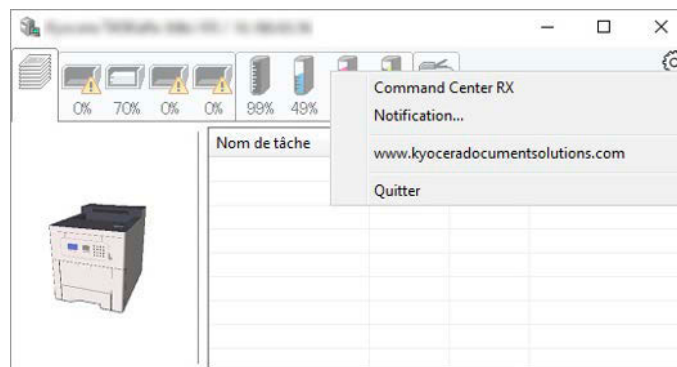 0%
70%
0%
0%
99%
49%
Command Center RX
Notification...
www.kyoceradocumentsolutions.com
Quitter
Nom de tâche